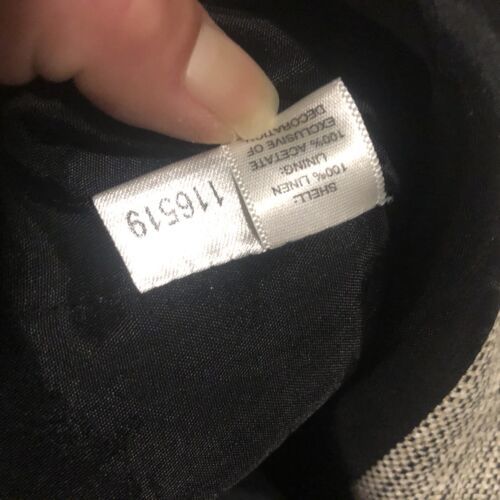 SHELL:
100% LINEN
LINING:
100% ACETATE
EXCLUSIVE OF
DECORATION
116519